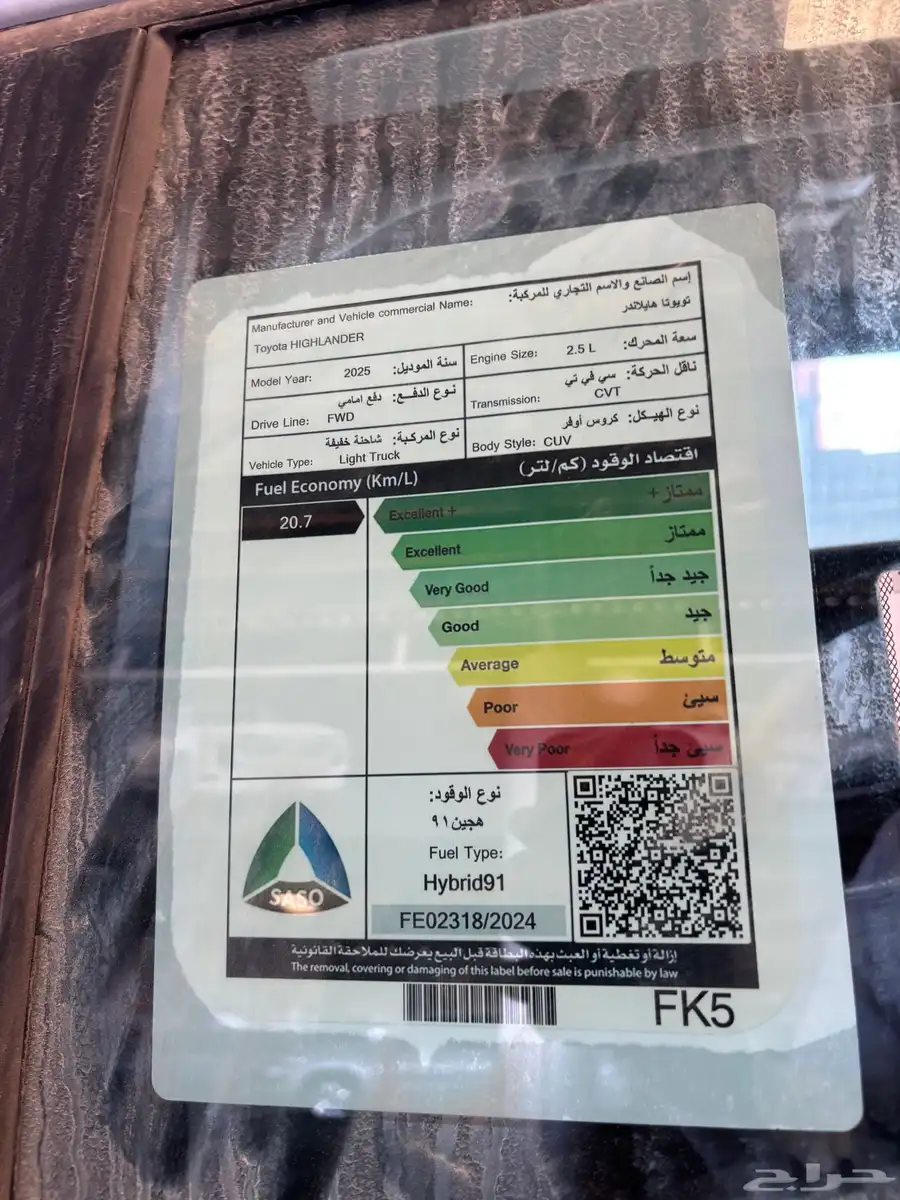 إسم الصانع والاسم التجاري للمركبة:
Manufacturer and Vehicle commercial Name:
تويوتا هايلاندر
Toyota HIGHLANDER
Model Year: 2025 سنة الموديل:
Engine Size: 2.5 L سعة المحرك:
نوع الدفع: دفع امامي
Drive Line: FWD
ناقل الحركة: سي في تي
Transmission: CVT
نوع المركبة: شاحنة خفيفة
Vehicle Type: Light Truck
نوع الهيكل: كروس أوفر
Body Style: CUV
Fuel Economy (Km/L) اقتصاد الوقود (كم/لتر)
20.7
Excellent + ممتاز+
Excellent ممتاز
Very Good جيد جداً
Good جيد
Average متوسط
Poor سيئ
Very Poor سيئ جداً
نوع الوقود:
هجين٩١
Fuel Type:
Hybrid91
FE02318/2024
SASO
إزالة أو تغطية أو العبث بهذه البطاقة قبل البيع يعرضك للملاحقة القانونية
The removal, covering or damaging of this label before sale is punishable by law
FK5
حراج